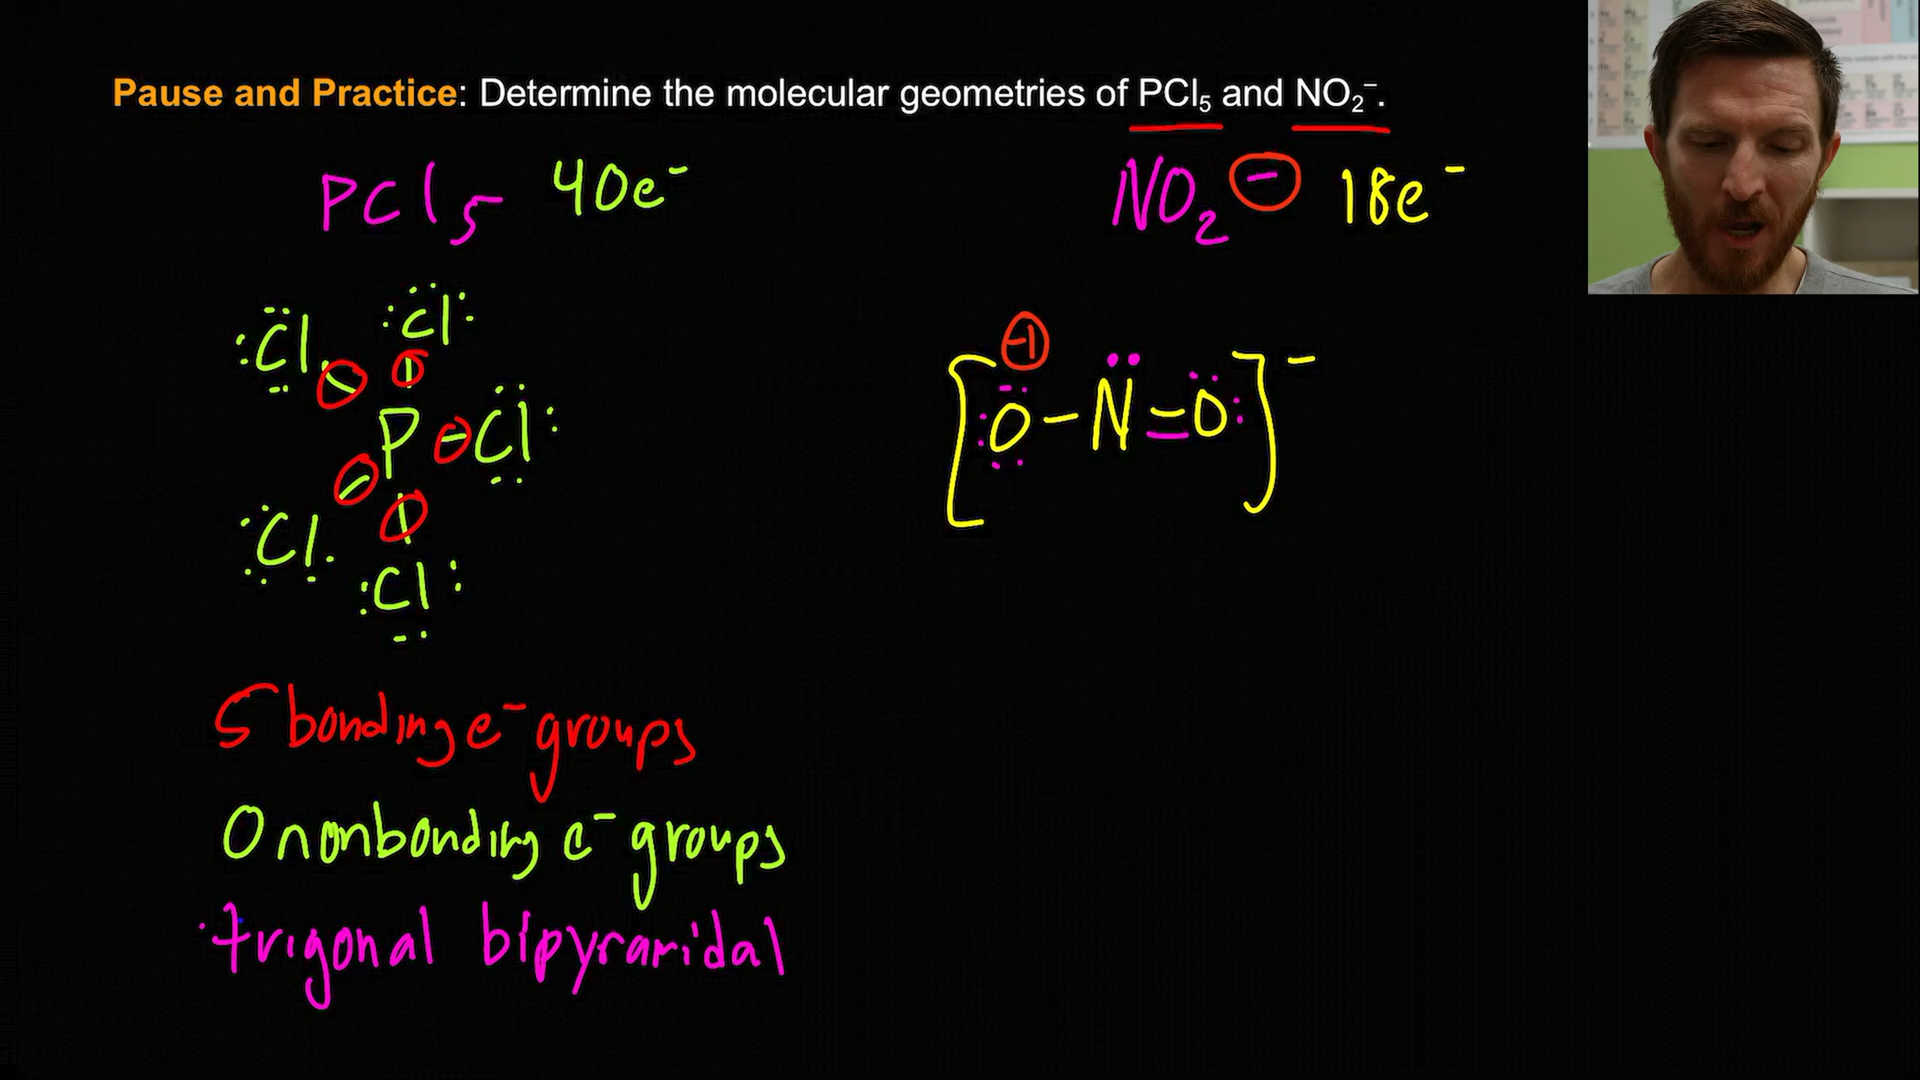 Pause and Practice: Determine the molecular geometries of PCl₅ and NO₂⁻.
PCl₅ 40e⁻
NO₂⁻ 18e⁻
:Cl: :Cl:
P-Cl:
Cl
:Cl:
-1
[:O-N=O:]⁻
5 bonding e⁻ groups
0 nonbonding e⁻ groups
trigonal bipyramidal